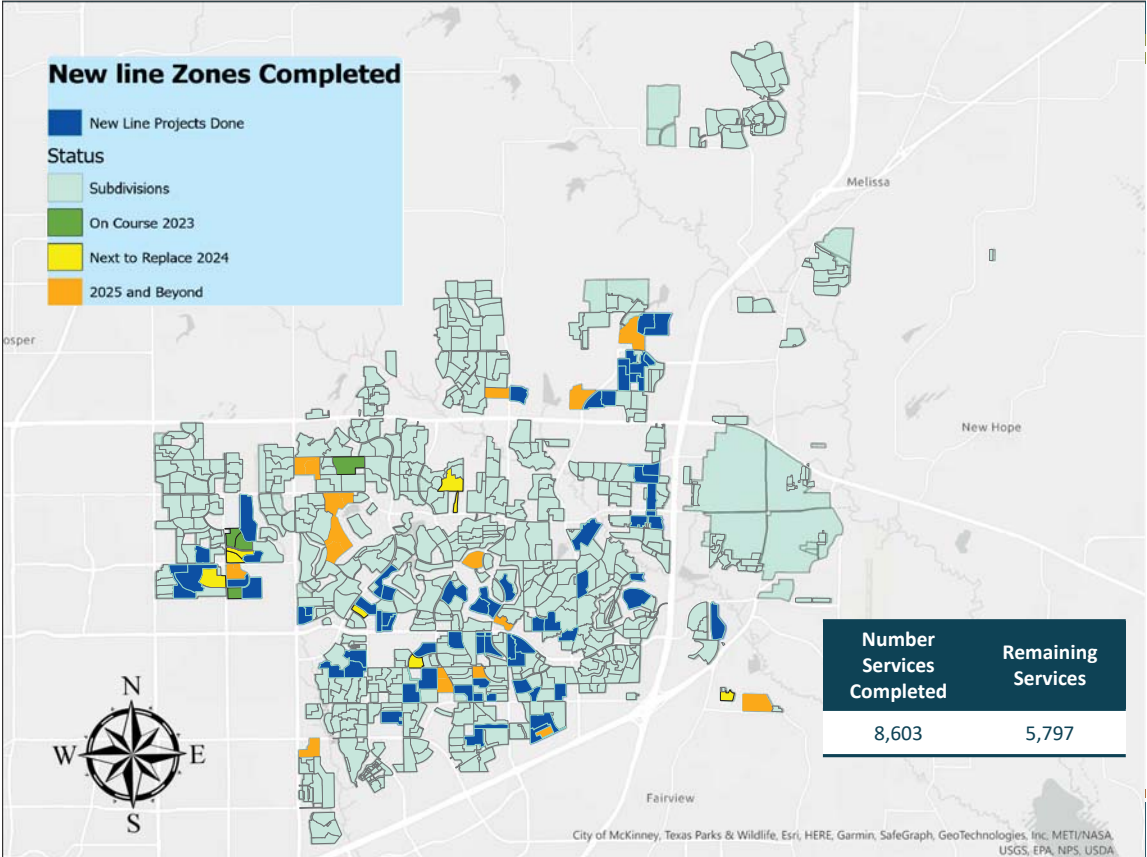 New line Zones Completed
New Line Projects Done
Status
Subdivisions
On Course 2023
Next to Replace 2024
2025 and Beyond
Melissa
osper
New Hope
Number
Services
Completed
Remaining
Services
8,603
5,797
N
W
E
S
Fairview
City of McKinney, Texas Parks & Wildlife, Esri, HERE, Garmin, SafeGraph, GeoTechnologies, Inc, METI/NASA,
USGS, EPA, NPS, USDA